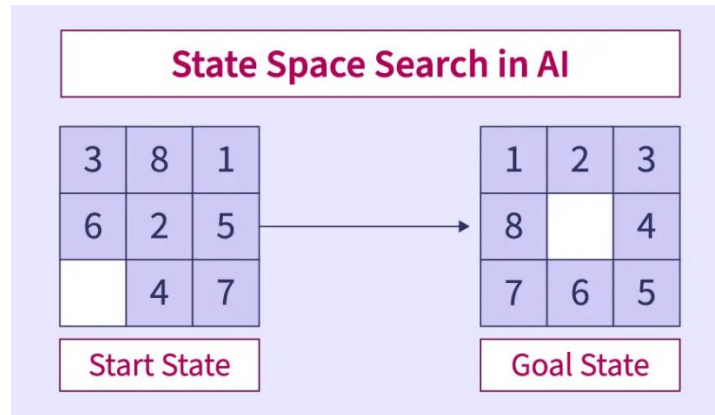 State Space Search in AI
3 8 1 1 2 3
6 2 5 8 4
4 7 7 6 5
Start State Goal State